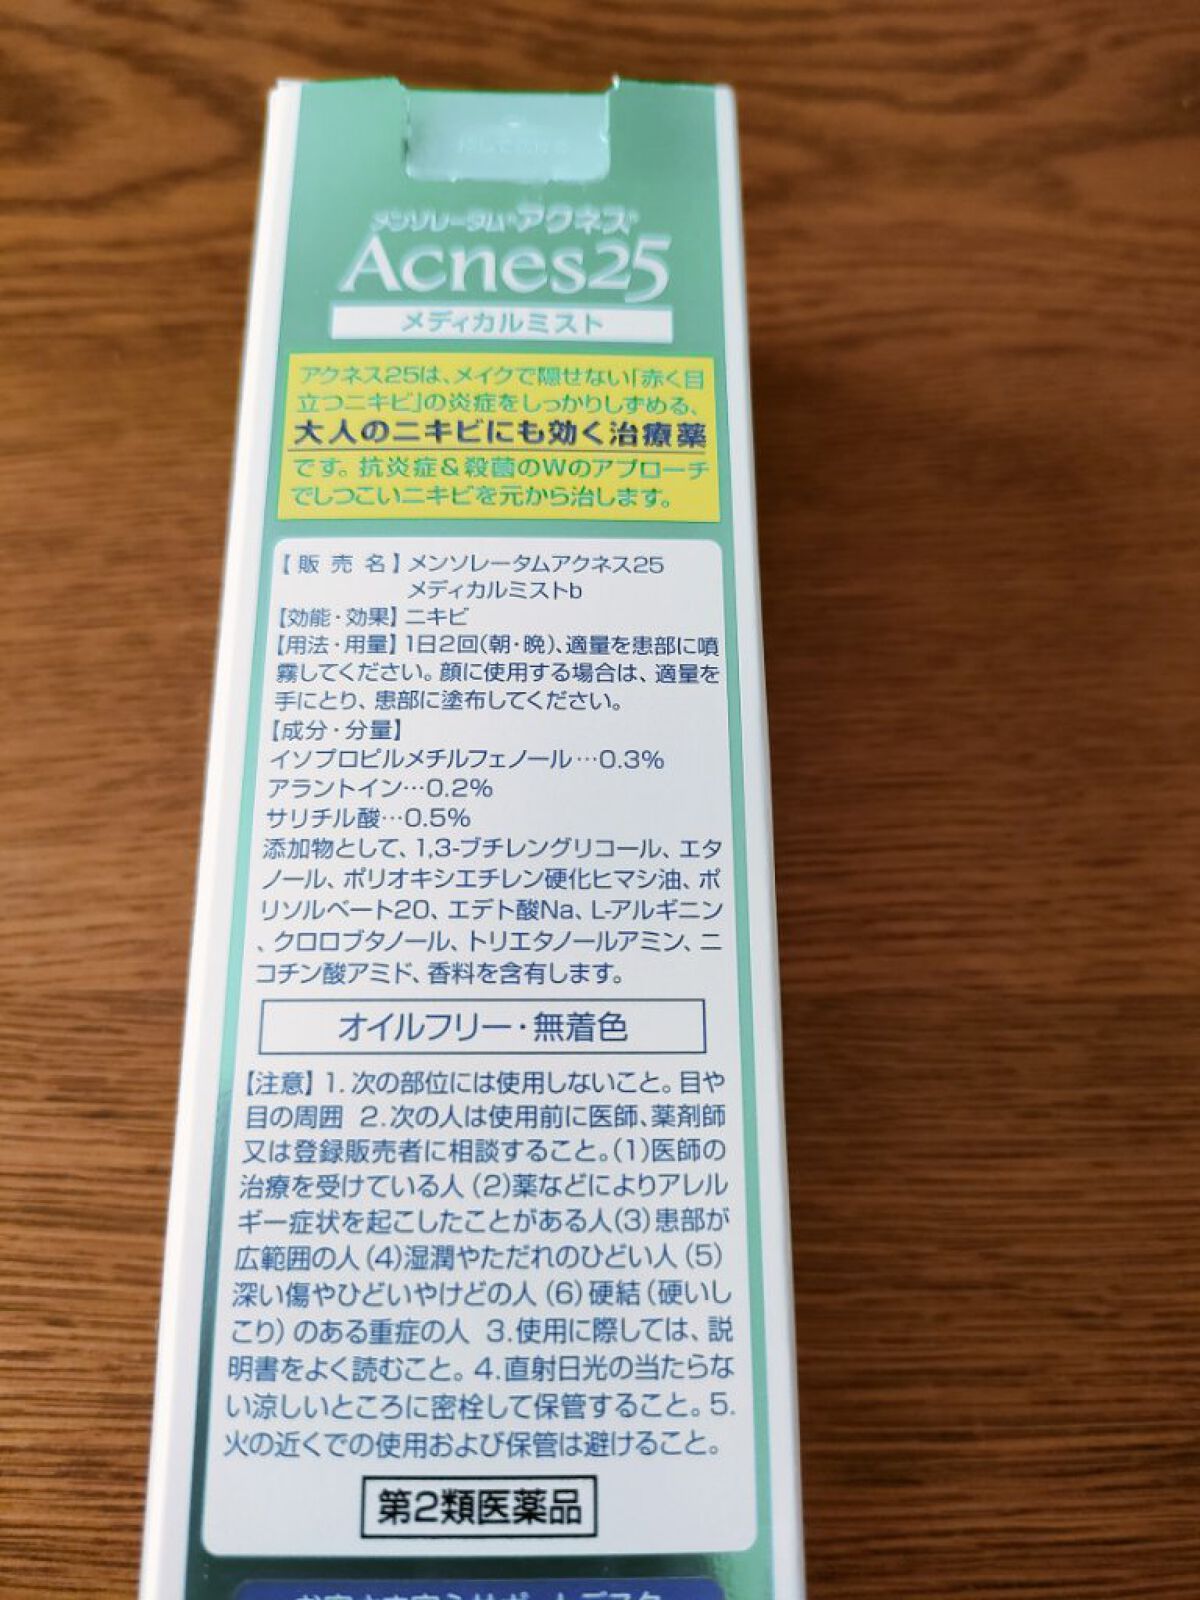 メンソレータム®アクネス®
Acnes25
メディカルミスト
アクネス25は、メイクで隠せない「赤く目
立つニキビ」の炎症をしっかりしずめる、
大人のニキビにも効く治療薬
です。抗炎症&殺菌のWのアプローチ
でしつこいニキビを元から治します。
【販売名】メンソレータムアクネス25
メディカルミストb
【効能・効果】ニキビ
【用法・用量】1日2回(朝・晩)、適量を患部に噴
霧してください。顔に使用する場合は、適量を
手にとり、患部に塗布してください。
【成分・分量】
イソプロピルメチルフェノール…0.3%
アラントイン…0.2%
サリチル酸…0.5%
添加物として、1,3-ブチレングリコール、エタ
ノール、ポリオキシエチレン硬化ヒマシ油、ポ
リソルベート20、エデト酸Na、L-アルギニン
、クロロブタノール、トリエタノールアミン、ニ
コチン酸アミド、香料を含有します。
オイルフリー・無着色
【注意】1.次の部位には使用しないこと。目や
目の周囲 2.次の人は使用前に医師、薬剤師
又は登録販売者に相談すること。(1)医師の
治療を受けている人(2)薬などによりアレル
ギー症状を起こしたことがある人(3)患部が
広範囲の人(4)湿潤やただれのひどい人(5)
深い傷やひどいやけどの人(6)硬結(硬いし
こり)のある重症の人 3.使用に際しては、説
明書をよく読むこと。4.直射日光の当たらな
い涼しいところに密栓して保管すること。5.
火の近くでの使用および保管は避けること。
第2類医薬品
お客さま安心サポートデスク